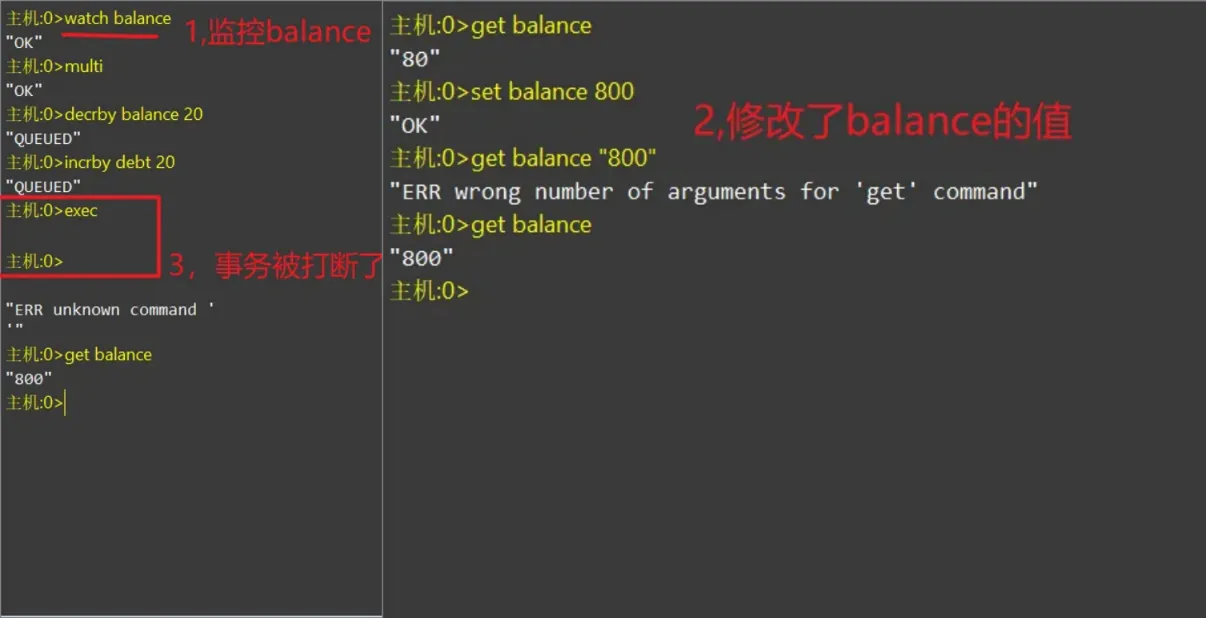 主机:0>watch balance
1,监控balance
"OK"
主机:0>multi
"OK"
主机:0>decrby balance 20
"QUEUED"
主机:0>incrby debt 20
"QUEUED"
主机:0>exec
主机:0>
3，事务被打断了
"ERR unknown command '
'"
主机:0>get balance
"800"
主机:0>
主机:0>get balance
"80"
主机:0>set balance 800
"OK"
2,修改了balance的值
主机:0>get balance "800"
"ERR wrong number of arguments for 'get' command"
主机:0>get balance
"800"
主机:0>